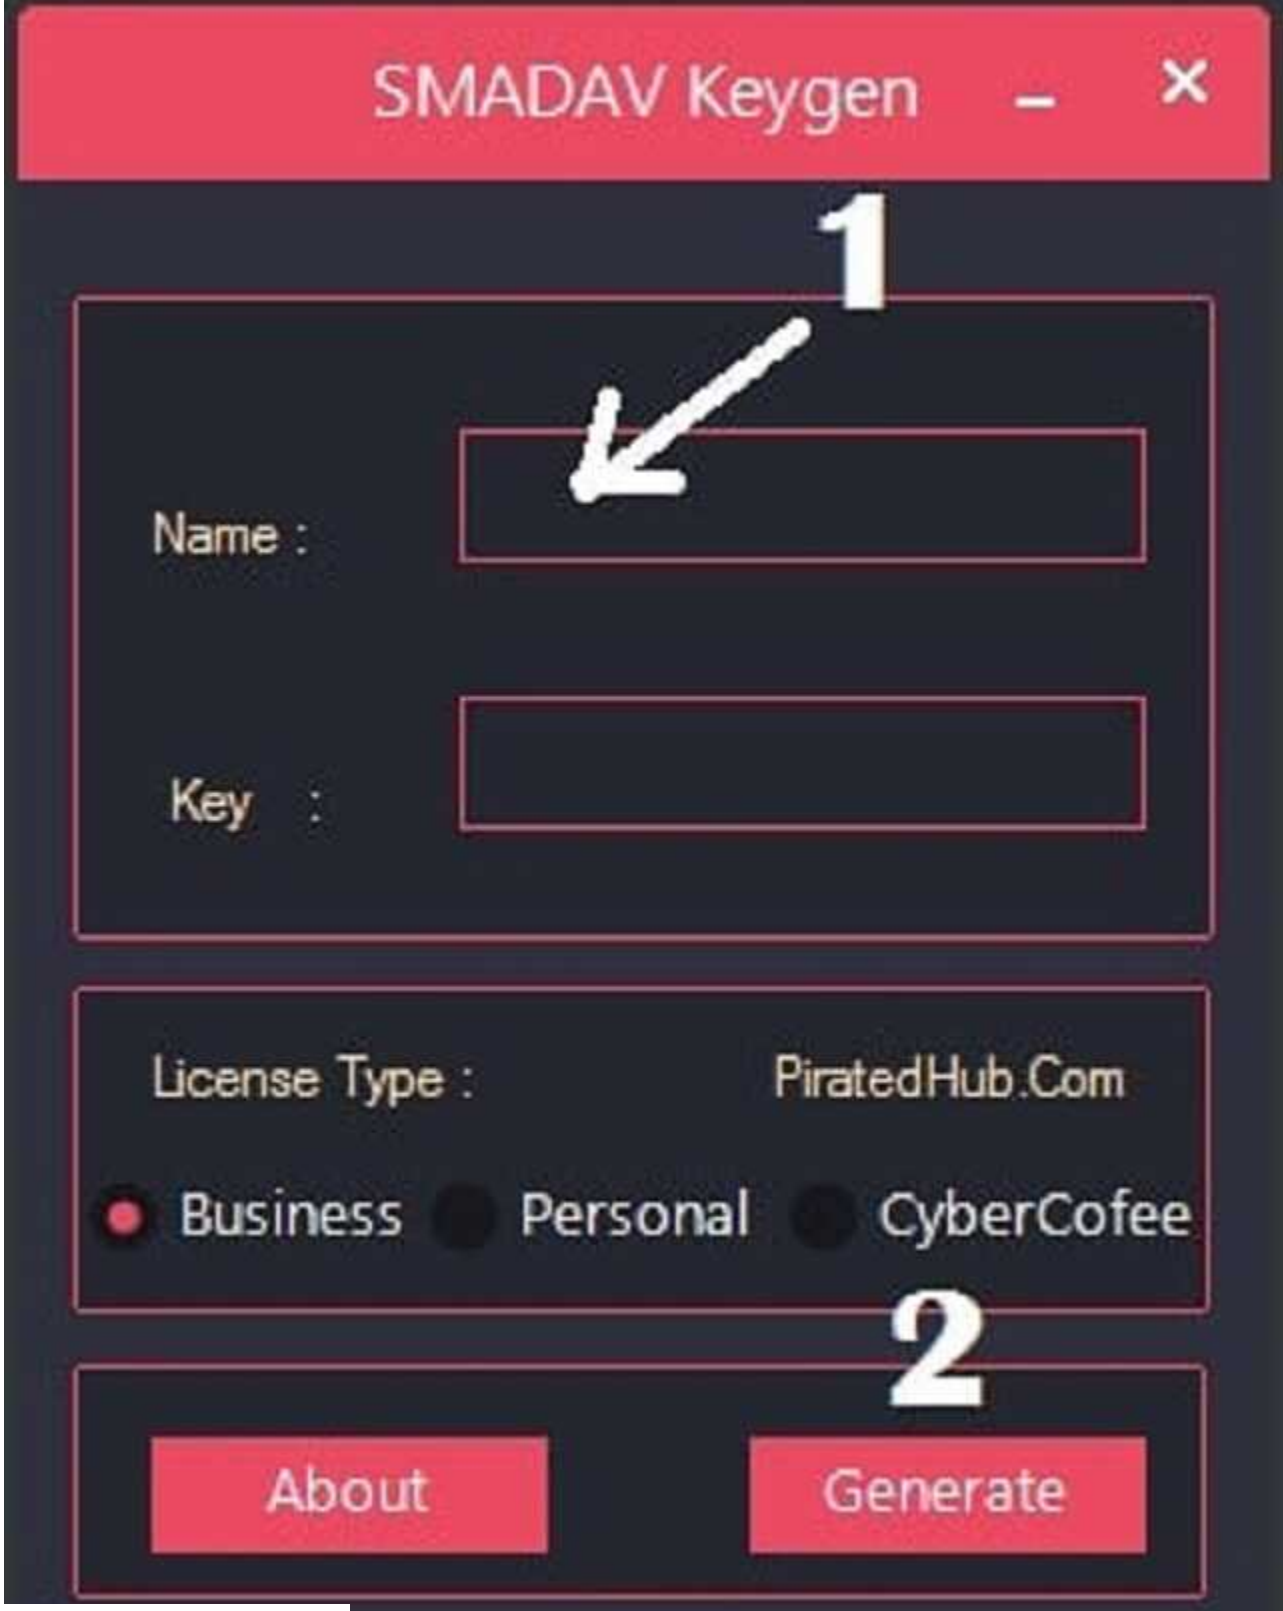 SMADAV Keygen
1
Name :
Key :
License Type : PiratedHub.Com
Business Personal CyberCofee
2
About Generate